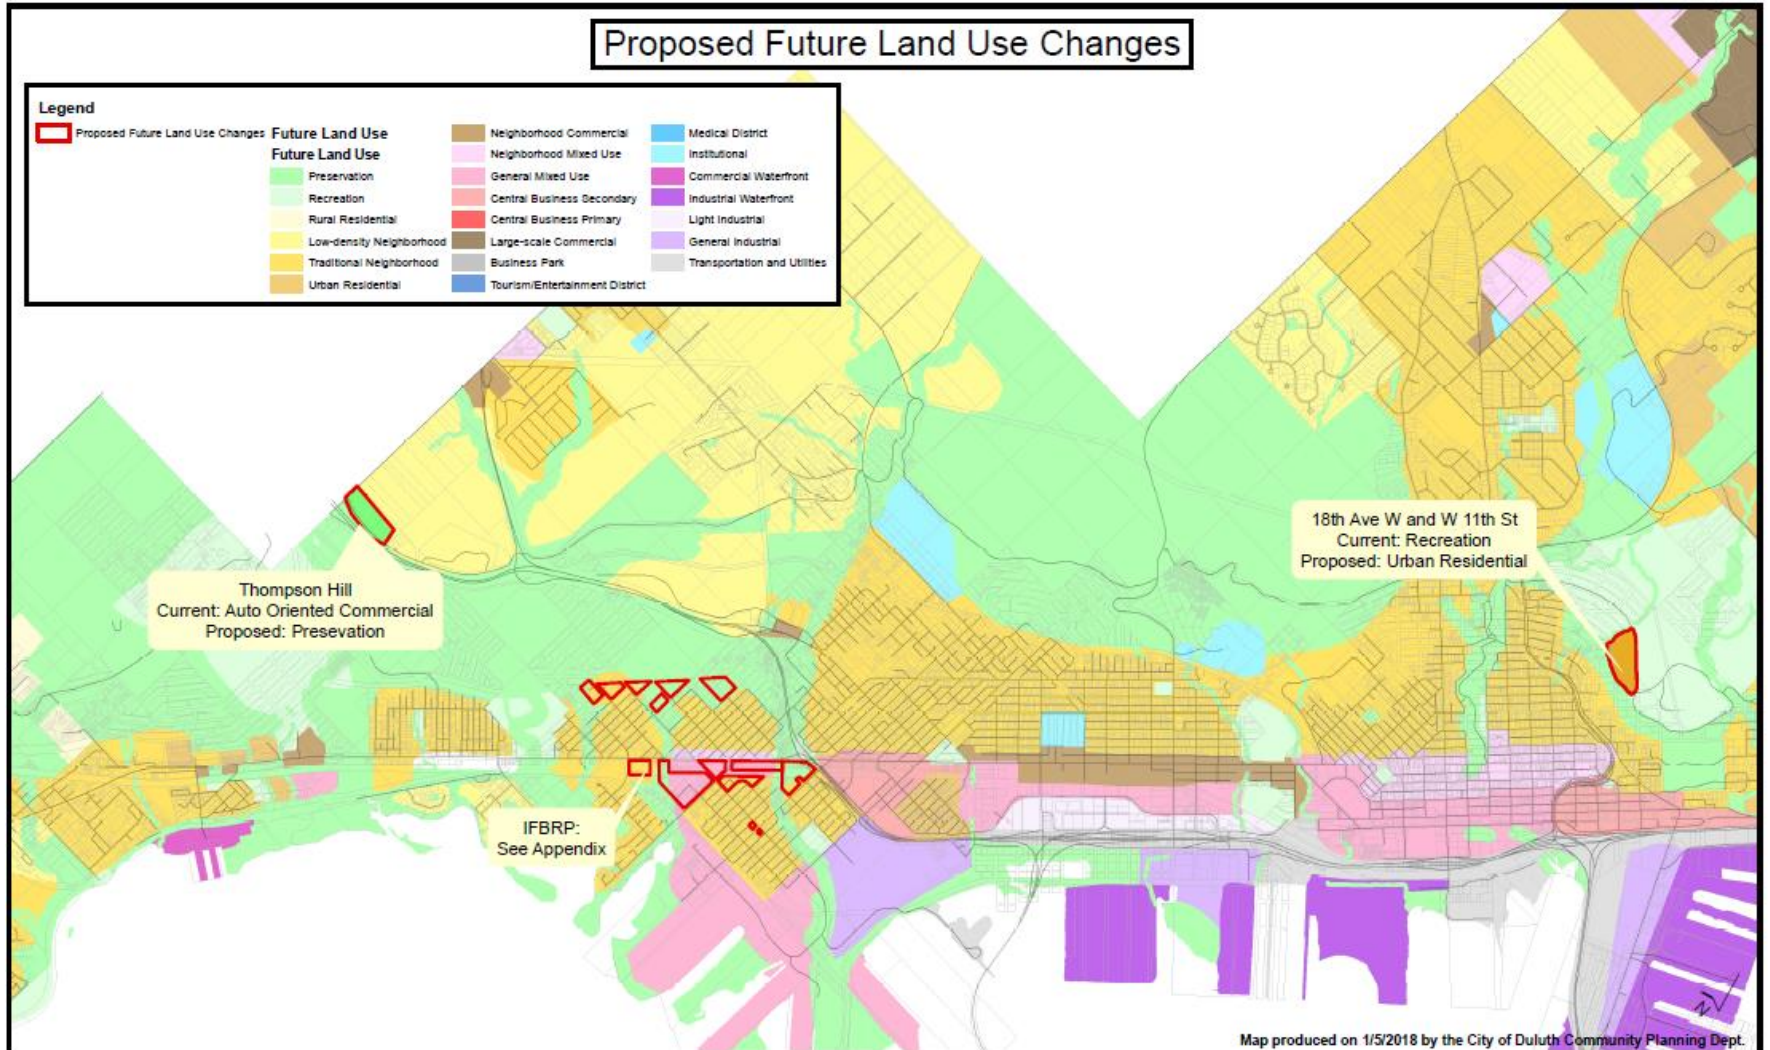 Proposed Future Land Use Changes
Legend
Proposed Future Land Use Changes
Future Land Use
Future Land Use
Preservation
Recreation
Rural Residential
Low-density Neighborhood
Traditional Neighborhood
Urban Residential
Neighborhood Commercial
Neighborhood Mixed Use
General Mixed Use
Central Business Secondary
Central Business Primary
Large-scale Commercial
Business Park
Tourism/Entertainment District
Medical District
Institutional
Commercial Waterfront
Industrial Waterfront
Light Industrial
General Industrial
Transportation and Utilities
18th Ave W and W 11th St
Current: Recreation
Proposed: Urban Residential
Thompson Hill
Current: Auto Oriented Commercial
Proposed: Presevation
IFBRP:
See Appendix
N
Map produced on 1/5/2018 by the City of Duluth Community Planning Dept.